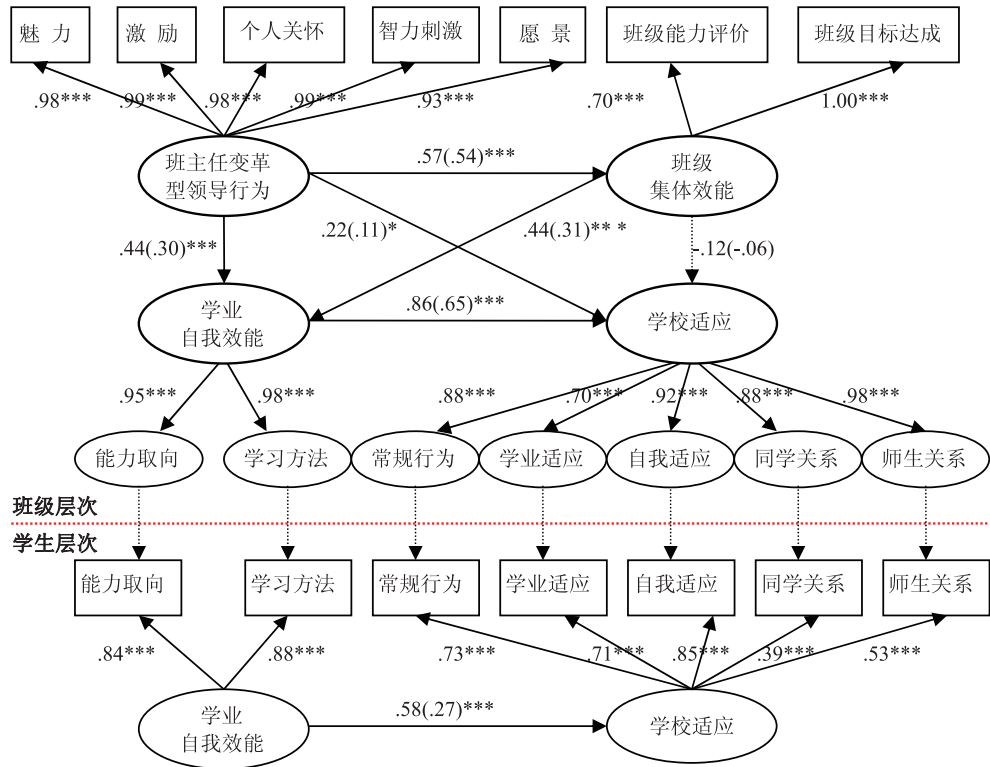 魅 力
激 励
个人关怀
智力刺激
愿 景
班级能力评价
班级目标达成
.98***
.99***
.98***
.99***
.93***
.70***
1.00***
班主任变革
型领导行为
.57(.54)***
班级
集体效能
.44(.30)***
.22(.11)*
.44(.31)** *
-.12(-.06)
学业
自我效能
.86(.65)***
学校适应
.95***
.98***
.88***
.70***
.92***
.88***
.98***
能力取向
学习方法
常规行为
学业适应
自我适应
同学关系
师生关系
班级层次
学生层次
能力取向
学习方法
常规行为
学业适应
自我适应
同学关系
师生关系
.84***
.88***
.73***
.71***
.85***
.39***
.53***
学业
自我效能
.58(.27)***
学校适应